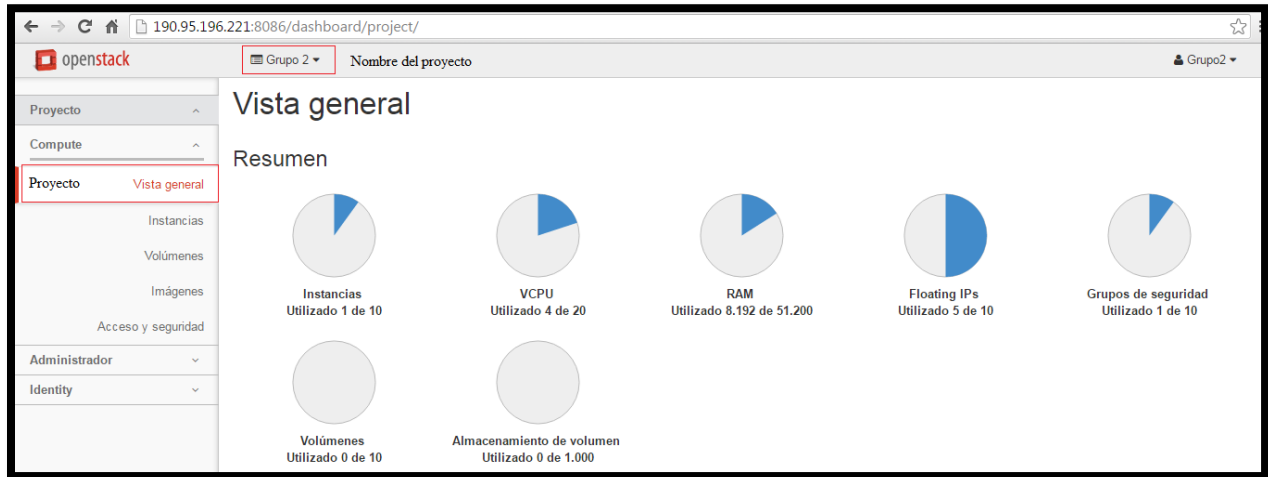 190.95.196.221:8086/dashboard/project/
openstack
Grupo 2
Nombre del proyecto
Grupo2
Proyecto
Compute
Proyecto Vista general
Instancias
Volúmenes
Imágenes
Acceso y seguridad
Administrador
Identity
Vista general
Resumen
Instancias
Utilizado 1 de 10
VCPU
Utilizado 4 de 20
RAM
Utilizado 8.192 de 51.200
Floating IPs
Utilizado 5 de 10
Grupos de seguridad
Utilizado 1 de 10
Volúmenes
Utilizado 0 de 10
Almacenamiento de volumen
Utilizado 0 de 1.000